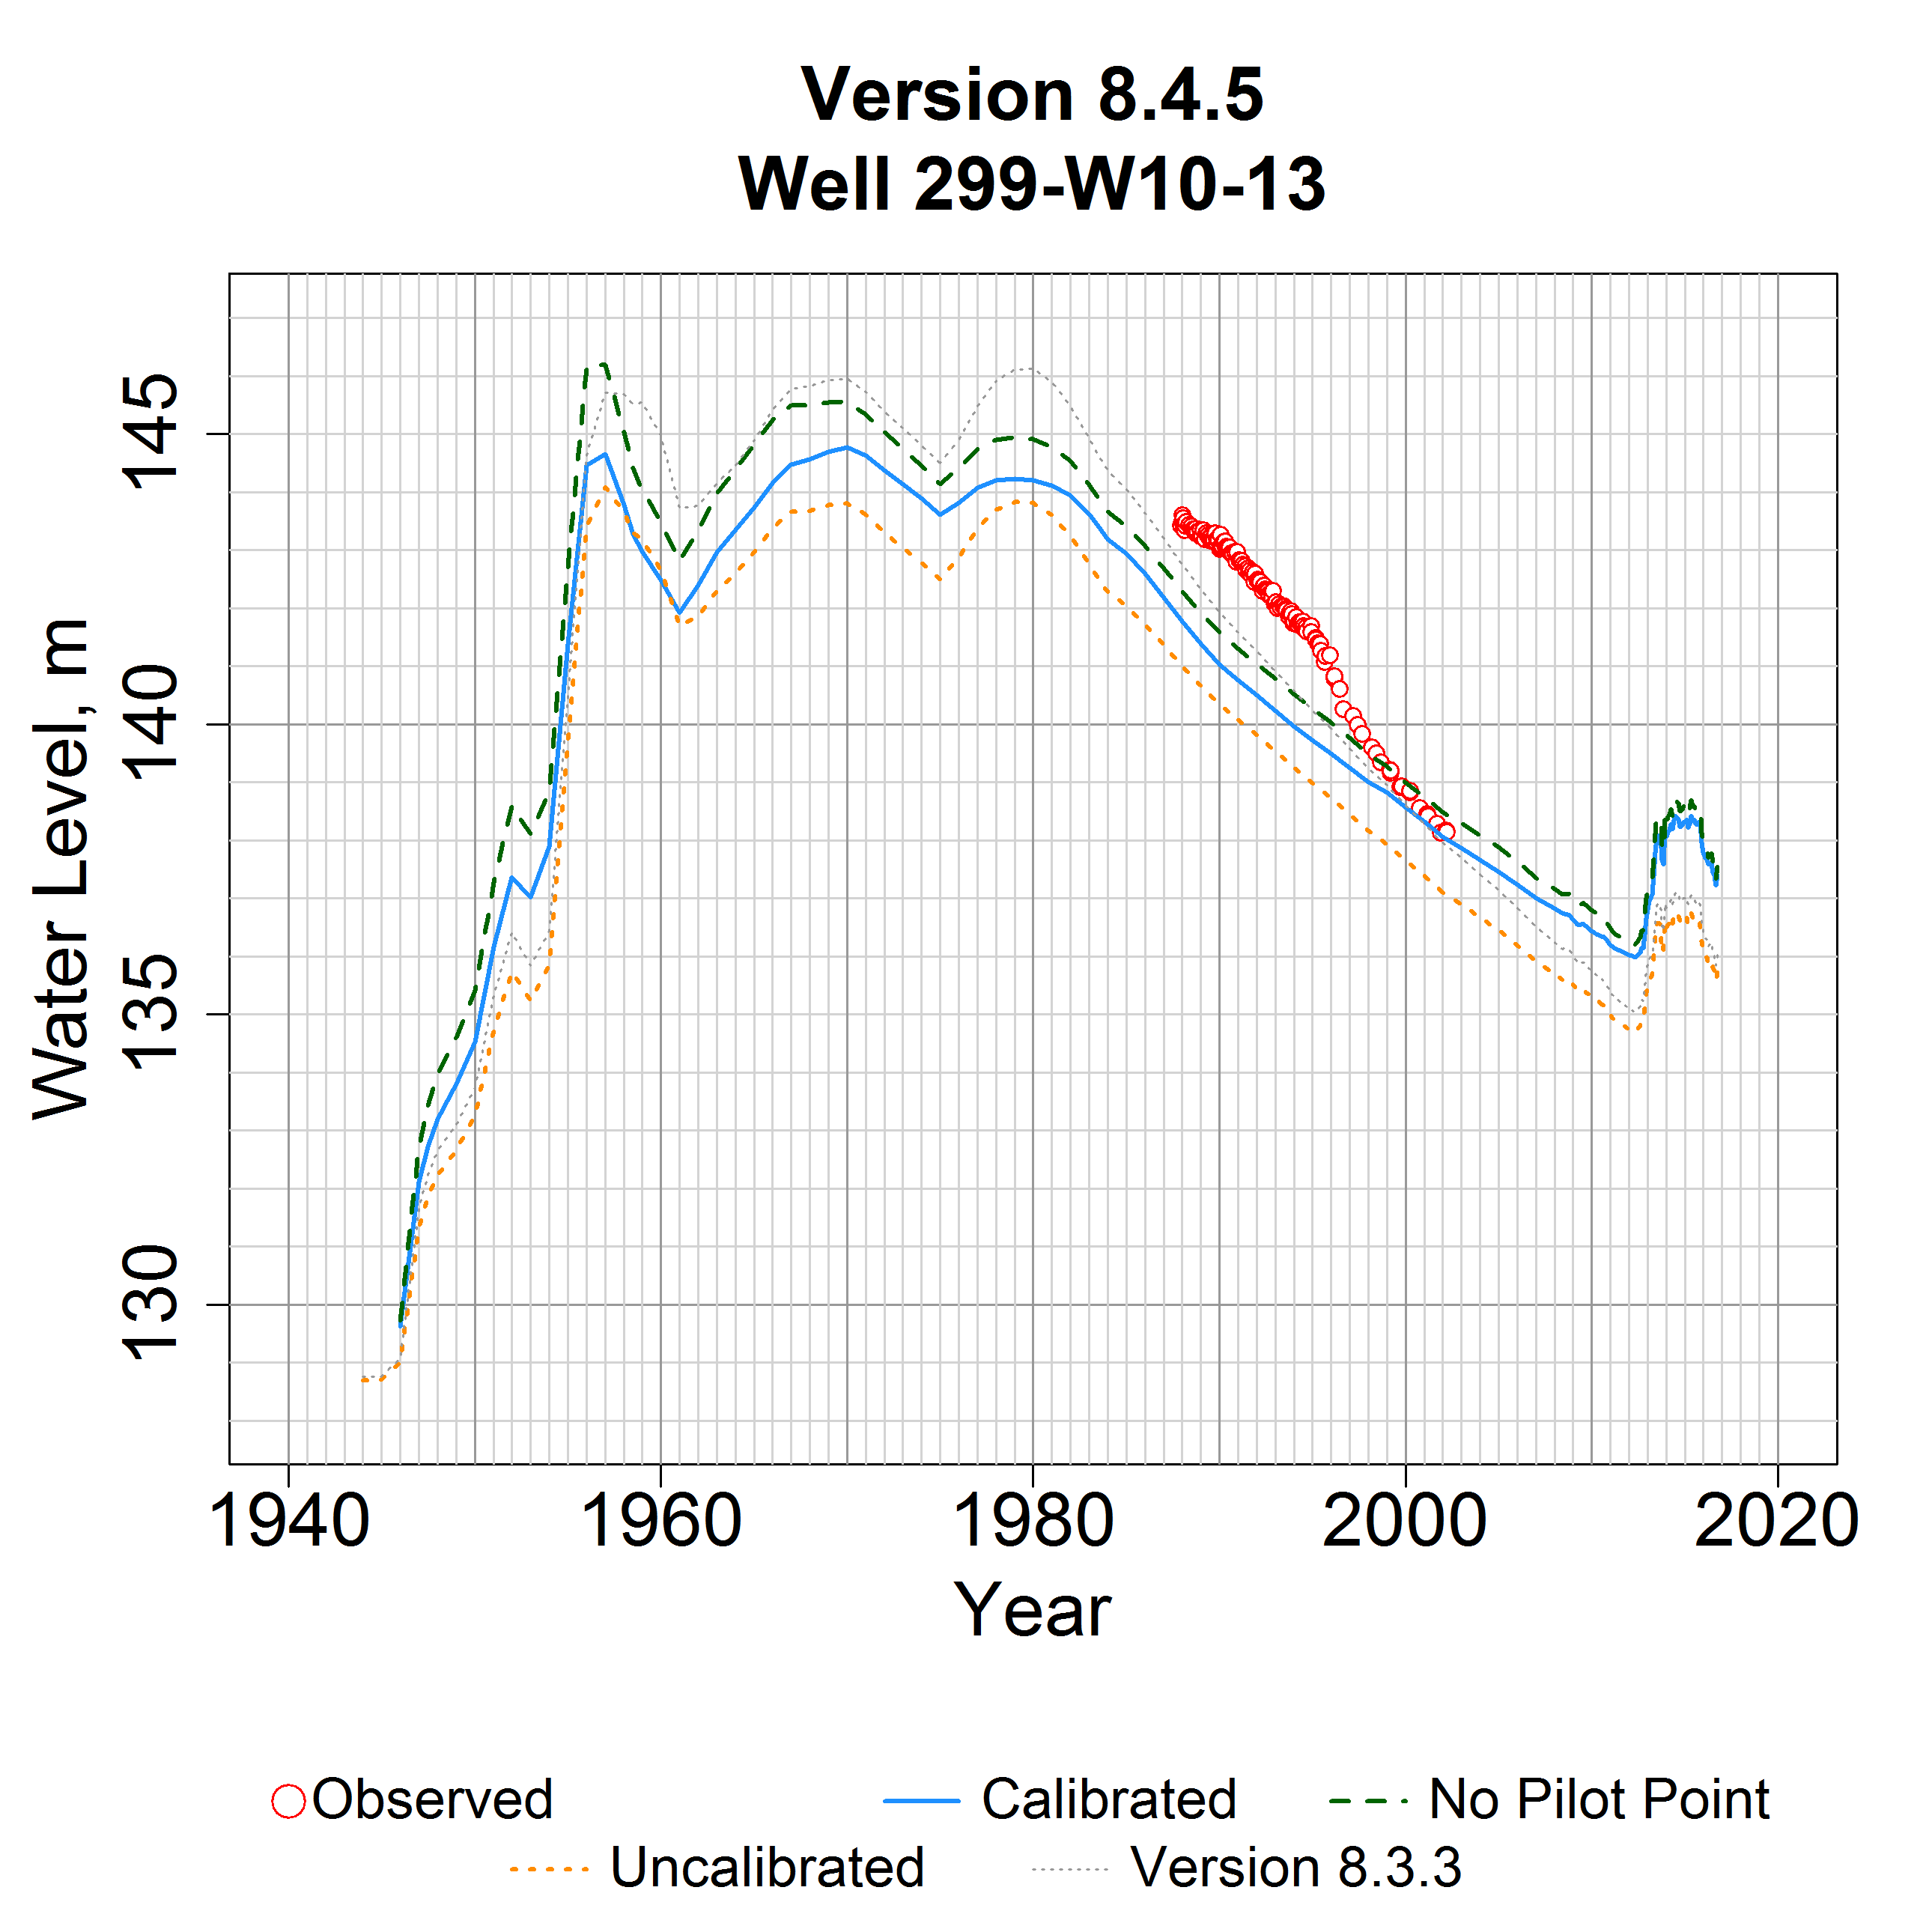 Version 8.4.5
Well 299-W10-13
Water Level, m
145
140
135
130
1940 1960 1980 2000 2020
Year
Observed Calibrated No Pilot Point
Uncalibrated Version 8.3.3